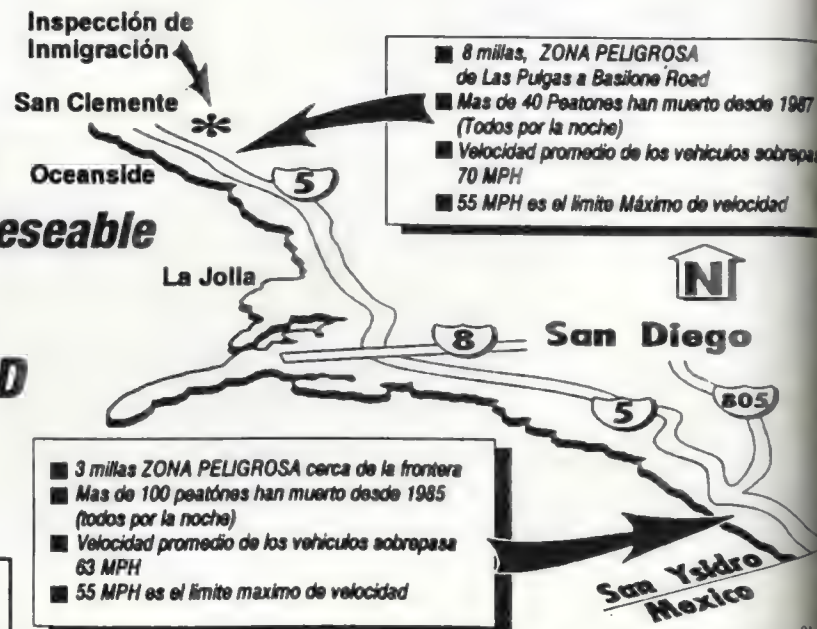 Inspección de
Inmigración
San Clemente
Oceanside
eseable
La Jolla
D
5
8 millas, ZONA PELIGROSA
de Las Pulgas a Basilone Road
Mas de 40 Peatones han muerto desde 1987
(Todos por la noche)
Velocidad promedio de los vehiculos sobrepas
70 MPH
55 MPH es el limite Máximo de velocidad
N
8
San Diego
5
805
3 millas ZONA PELIGROSA cerca de la frontera
Mas de 100 peatónes han muerto desde 1985
(todos por la noche)
Velocidad promedio de los vehiculos sobrepasa
63 MPH
55 MPH es el limite maximo de velocidad
San Ysidro
Mexico